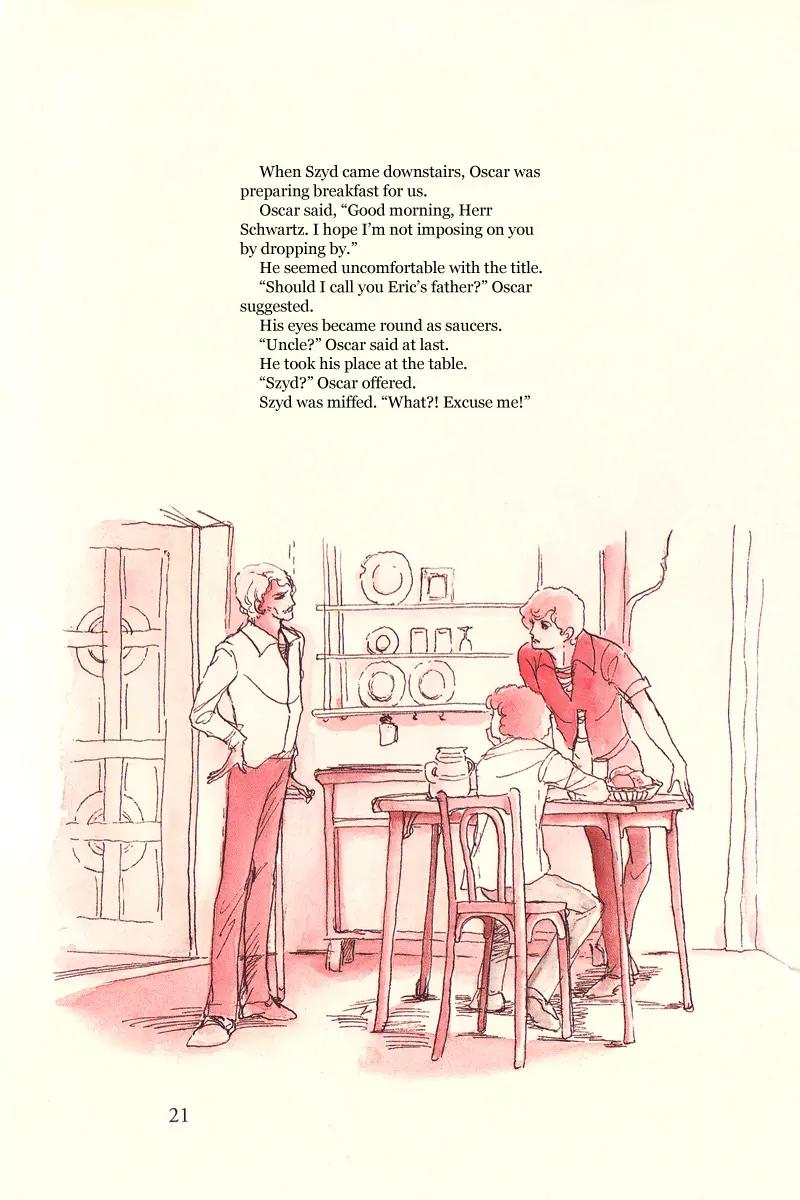 When Szyd came downstairs, Oscar was
preparing breakfast for us.
Oscar said, “Good morning, Herr
Schwartz. I hope I’m not imposing on you
by dropping by.”
He seemed uncomfortable with the title.
“Should I call you Eric’s father?” Oscar
suggested.
His eyes became round as saucers.
“Uncle?” Oscar said at last.
He took his place at the table.
“Szyd?” Oscar offered.
Szyd was miffed. “What?! Excuse me!”
21